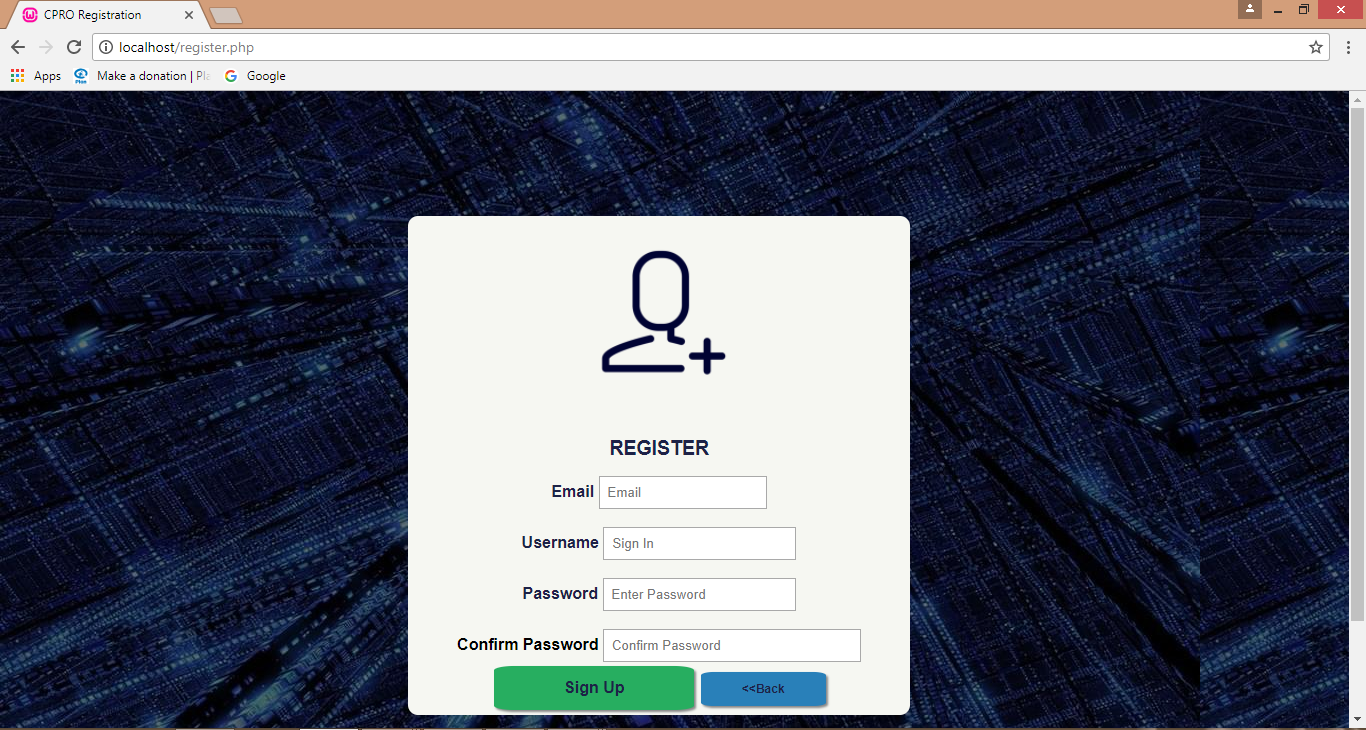 CPRO Registration
localhost/register.php
Apps Make a donation | Pla Google
REGISTER
Email Email
Username Sign In
Password Enter Password
Confirm Password Confirm Password
Sign Up <<Back